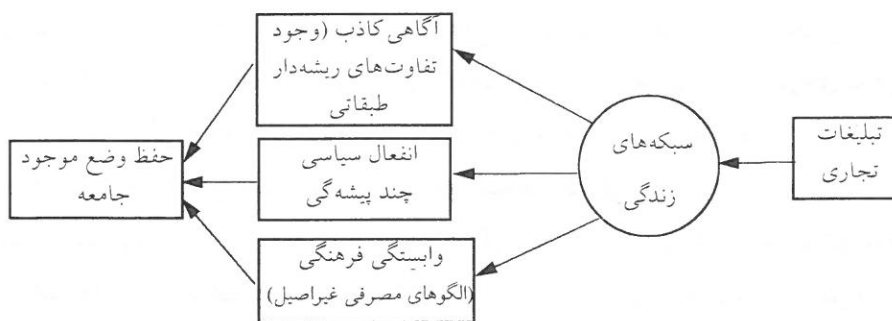 تبلیغات
تجاری
سبکه‌های
زندگی
آگاهی کاذب (وجود
تفاوت‌های ریشه‌دار
طبقاتی
انفعال سیاسی
چند پیشه‌گی
وابستگی فرهنگی
(الگوهای مصرفی غیراصیل)
حفظ وضع موجود
جامعه